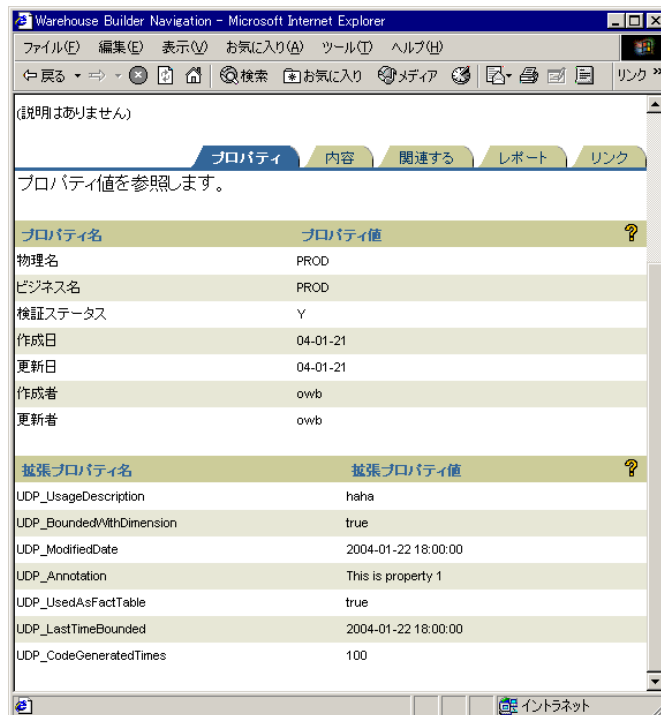 Warehouse Builder Navigation - Microsoft Internet Explorer
ファイル(F) 編集(E) 表示(V) お気に入り(A) ツール(T) ヘルプ(H)
戻る 検索 お気に入り メディア リンク »
(説明はありません)
プロパティ 内容 関連する レポート リンク
プロパティ値を参照します。
プロパティ名 プロパティ値 ?
物理名 PROD
ビジネス名 PROD
検証ステータス Y
作成日 04-01-21
更新日 04-01-21
作成者 owb
更新者 owb
拡張プロパティ名 拡張プロパティ値 ?
UDP_UsageDescription haha
UDP_BoundedWithDimension true
UDP_ModifiedDate 2004-01-22 18:00:00
UDP_Annotation This is property 1
UDP_UsedAsFactTable true
UDP_LastTimeBounded 2004-01-22 18:00:00
UDP_CodeGeneratedTimes 100
イントラネット